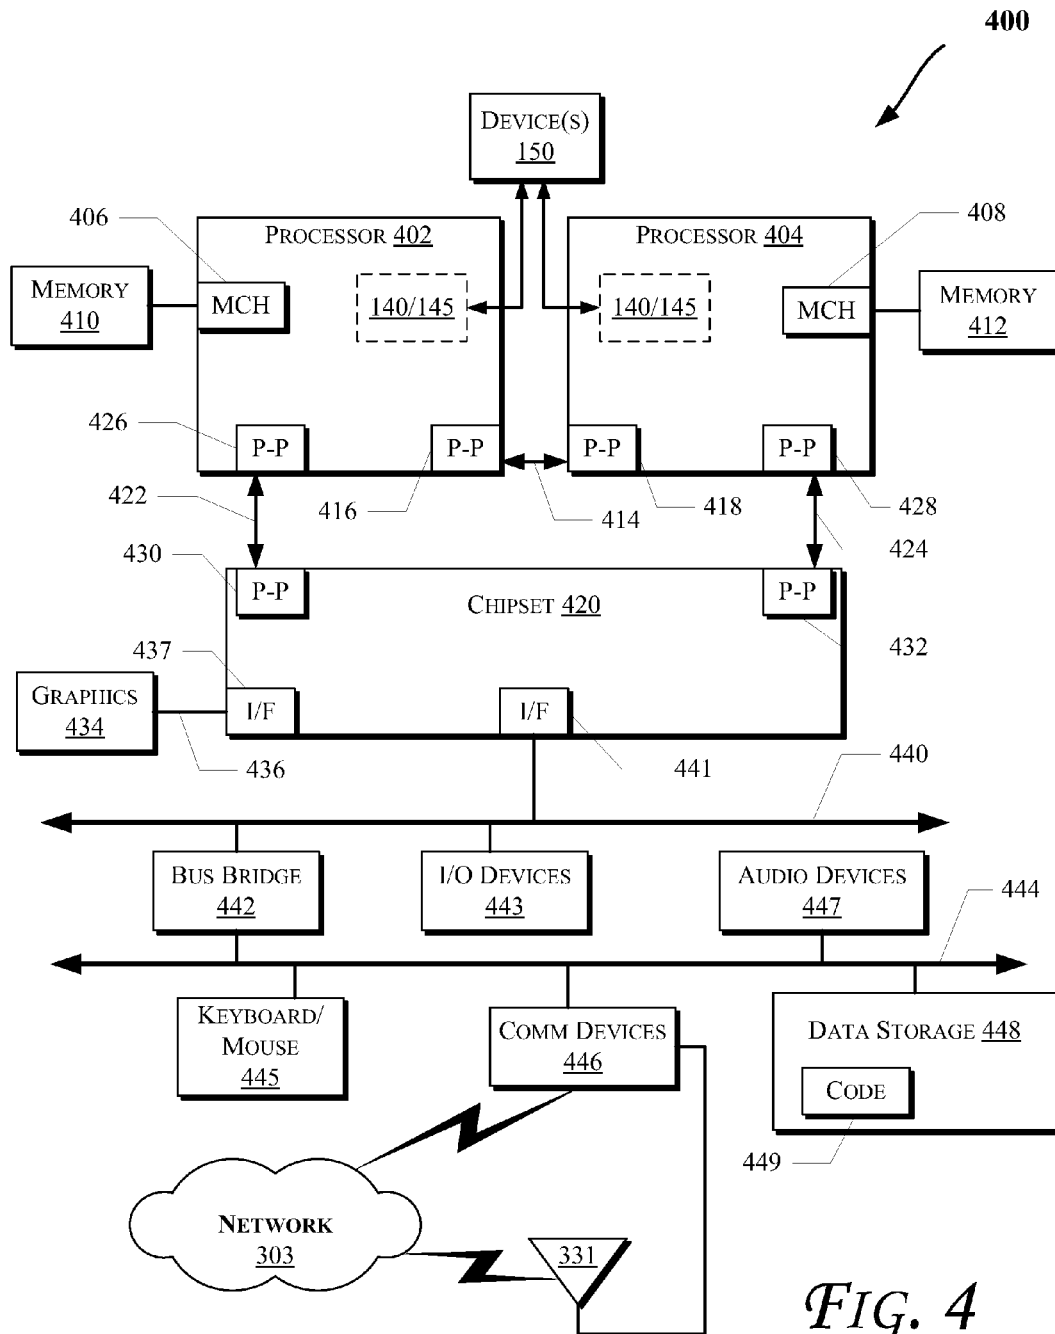 400
DEVICE(S)
150
406
408
PROCESSOR 402
PROCESSOR 404
MEMORY
410
MCH
140/145
140/145
MCH
MEMORY
412
426
P-P
P-P
P-P
P-P
422
416
414
418
428
424
430
P-P
CHIPSET 420
P-P
432
437
GRAPHICS
434
I/F
I/F
436
441
440
BUS BRIDGE
442
I/O DEVICES
443
AUDIO DEVICES
447
444
KEYBOARD/
MOUSE
445
COMM DEVICES
446
DATA STORAGE 448
CODE
449
NETWORK
303
331
FIG. 4